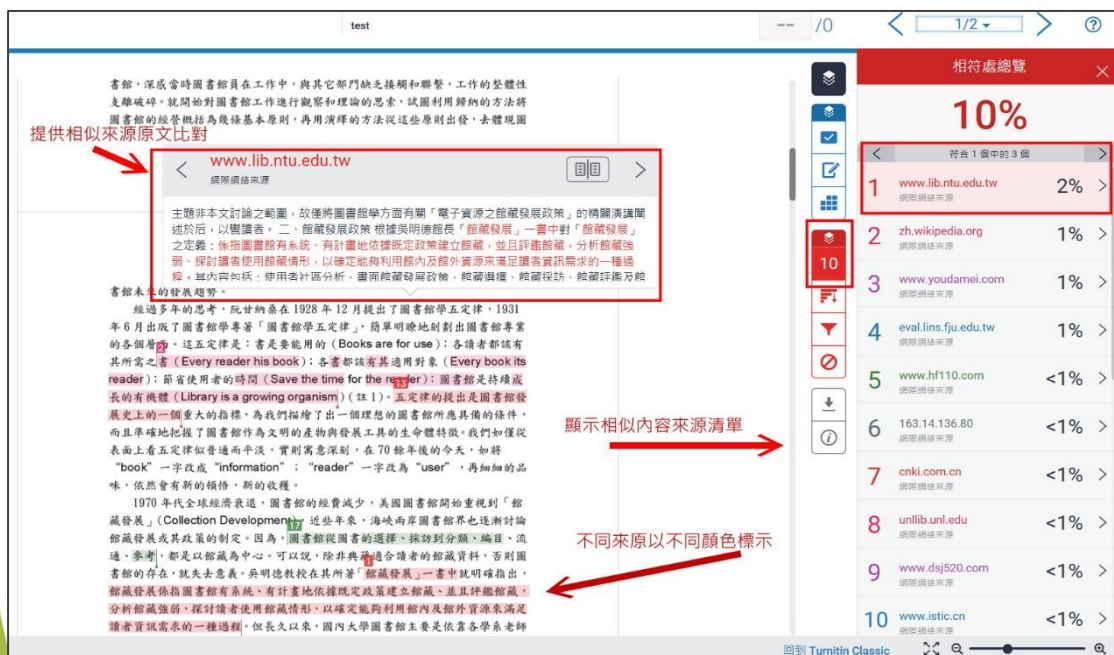 test
-- /0
1/2
書館，深感當時圖書館員在工作中，與其它部門缺乏接觸和聯繫，工作的整體性
支離破碎。就開始對圖書館工作進行觀察和理論的思索，試圖利用歸納的方法將
圖書館的經營概括為幾條基本原則，再用演繹的方法從這些原則出發，去體現圖
提供相似來源原文比對
www.lib.ntu.edu.tw
網際網絡來源
主題非本文討論之範圍，故僅將圖書館學方面有關「電子資源之館藏發展政策」的精闢演講闡
述於后，以饗讀者。 二、館藏發展政策 根據吳明德館長「館藏發展」一書中對「館藏發展」
之定義：係指圖書館有系統、有計畫地依據既定政策建立館藏，並且評鑑館藏，分析館藏強
弱、探討讀者使用館藏情形，以確定能夠利用館內及館外資源來滿足讀者資訊需求的一種過
程。其內容包括：使用者社區分析、書面館藏發展政策、館藏選擇、館藏採訪、館藏評鑑及館
書館未來的發展趨勢。
經過多年的思考，阮甘納桑在 1928 年 12 月提出了圖書館學五定律，1931
年 6 月出版了圖書館學專著「圖書館學五定律」，簡單明瞭地刻劃出圖書館專業
的各個層面。這五定律是：書是要能用的 (Books are for use)；各讀者都該有
2
其所需之書 (Every reader his book)；各書都該有其適用對象 (Every book its
reader)；節省使用者的時間 (Save the time for the reader)；圖書館是持續成
13
長的有機體 (Library is a growing organism) (註 1)。五定律的提出是圖書館發
展史上的一個重大的指標，為我們描繪了出一個理想的圖書館所應具備的條件，
而且準確地把握了圖書館作為文明的產物與發展工具的生命體特徵。我們如僅從
表面上看五定律似普通而平淡，實則寓意深刻，在 70 餘年後的今天，如將
“book” 一字改成 “information” ； “reader” 一字改為 “user” ，再細細的品
味，依然會有新的頓悟，新的收穫。
1970 年代全球經濟衰退，圖書館的經費減少，美國圖書館開始重視到「館
藏發展」(Collection Development)，近些年來，海峽兩岸圖書館界也逐漸討論
17
館藏發展或其政策的制定。因為，圖書館從圖書的選擇、採訪到分類、編目、流
通、參考，都是以館藏為中心。可以說，除非典藏適合讀者的館藏資料，否則圖
1
書館的存在，就失去意義。吳明德教授在其所著「館藏發展」一書中就明確指出，
館藏發展係指圖書館有系統、有計畫地依據既定政策建立館藏、並且評鑑館藏，
分析館藏強弱，探討讀者使用館藏情形，以確定能夠利用館內及館外資源來滿足
讀者資訊需求的一種過程。但長久以來，國內大學圖書館主要是依靠各學系老師
10
顯示相似內容來源清單
不同來原以不同顏色標示
相符處總覽
10%
符合 1 個中的 3 個
1 www.lib.ntu.edu.tw 2%
網際網絡來源
2 zh.wikipedia.org 1%
網際網絡來源
3 www.youdamei.com 1%
網際網絡來源
4 eval.lins.fju.edu.tw 1%
網際網絡來源
5 www.hf110.com <1%
網際網絡來源
6 163.14.136.80 <1%
網際網絡來源
7 cnki.com.cn <1%
網際網絡來源
8 unllib.unl.edu <1%
網際網絡來源
9 www.dsj520.com <1%
網際網絡來源
10 www.istic.cn <1%
網際網絡來源
回到 Turnitin Classic